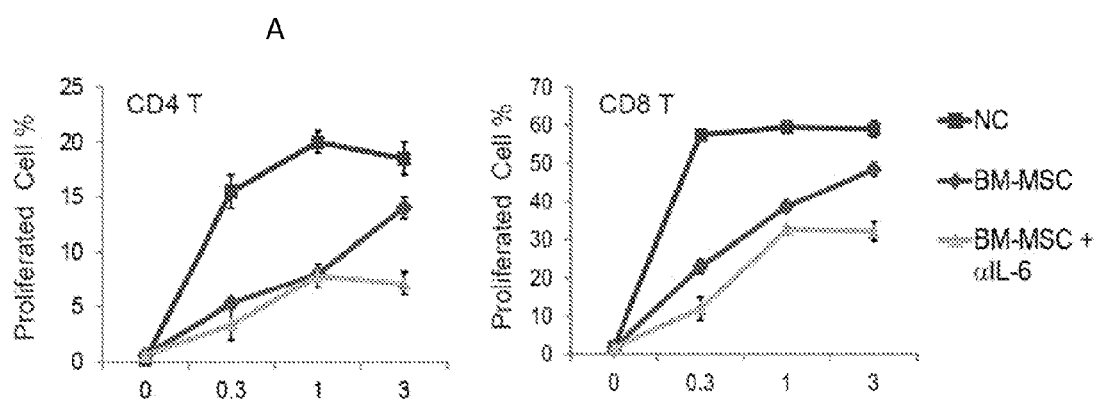 A
CD4 T
Proliferated Cell %
25
20
15
10
5
0
0 0.3 1 3
CD8 T
Proliferated Cell %
70
60
50
40
30
20
10
0
0 0.3 1 3
NC
BM-MSC
BM-MSC +
αIL-6